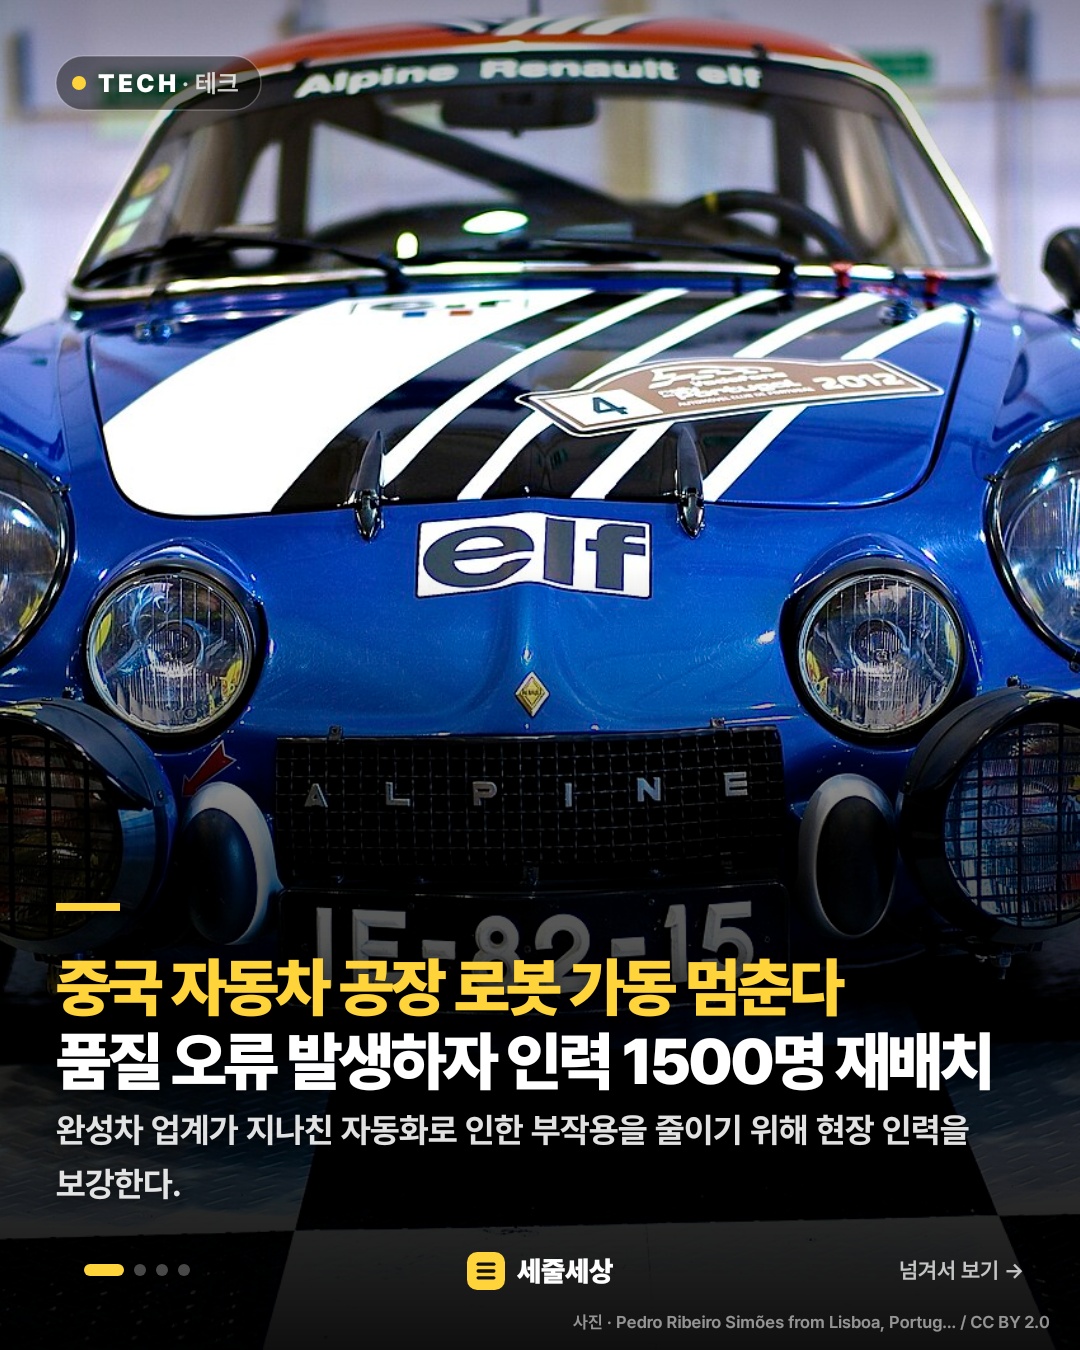 TECH · 테크
Alpine Renault elf
4
Portugal
2012
elf
ALPINE
IF-82-15
중국 자동차 공장 로봇 가동 멈춘다
품질 오류 발생하자 인력 1500명 재배치
완성차 업계가 지나친 자동화로 인한 부작용을 줄이기 위해 현장 인력을
보강한다.
세줄세상
넘겨서 보기 →
사진 · Pedro Ribeiro Simões from Lisboa, Portug... / CC BY 2.0